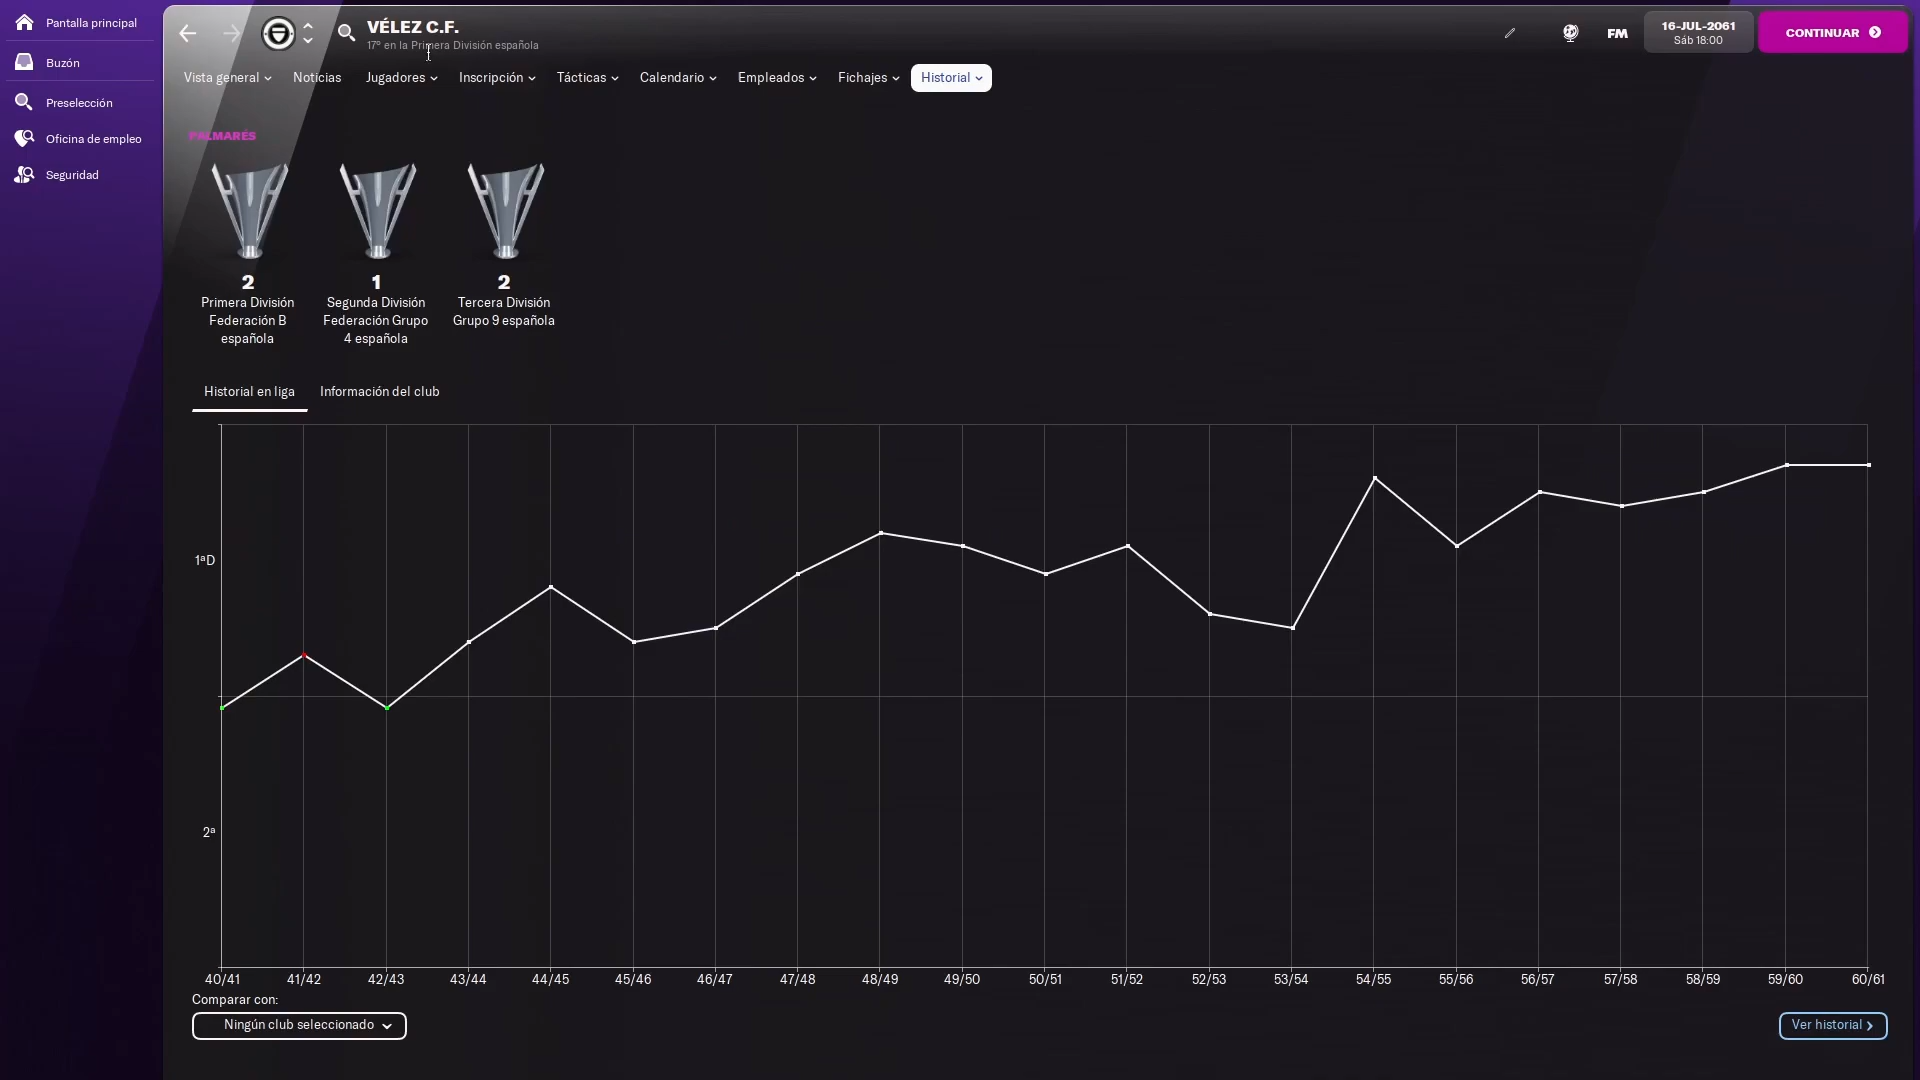 Pantalla principal
Buzón
Preselección
Oficina de empleo
Seguridad
VÉLEZ C.F.
17º en la Primera División española
FM
16-JUL-2061
Sáb 18:00
CONTINUAR
Vista general
Noticias
Jugadores
Inscripción
Tácticas
Calendario
Empleados
Fichajes
Historial
PALMARÉS
2
Primera División
Federación B
española
1
Segunda División
Federación Grupo
4 española
2
Tercera División
Grupo 9 española
Historial en liga
Información del club
1ªD
2ª
40/41 41/42 42/43 43/44 44/45 45/46 46/47 47/48 48/49 49/50 50/51 51/52 52/53 53/54 54/55 55/56 56/57 57/58 58/59 59/60 60/61
Comparar con:
Ningún club seleccionado
Ver historial